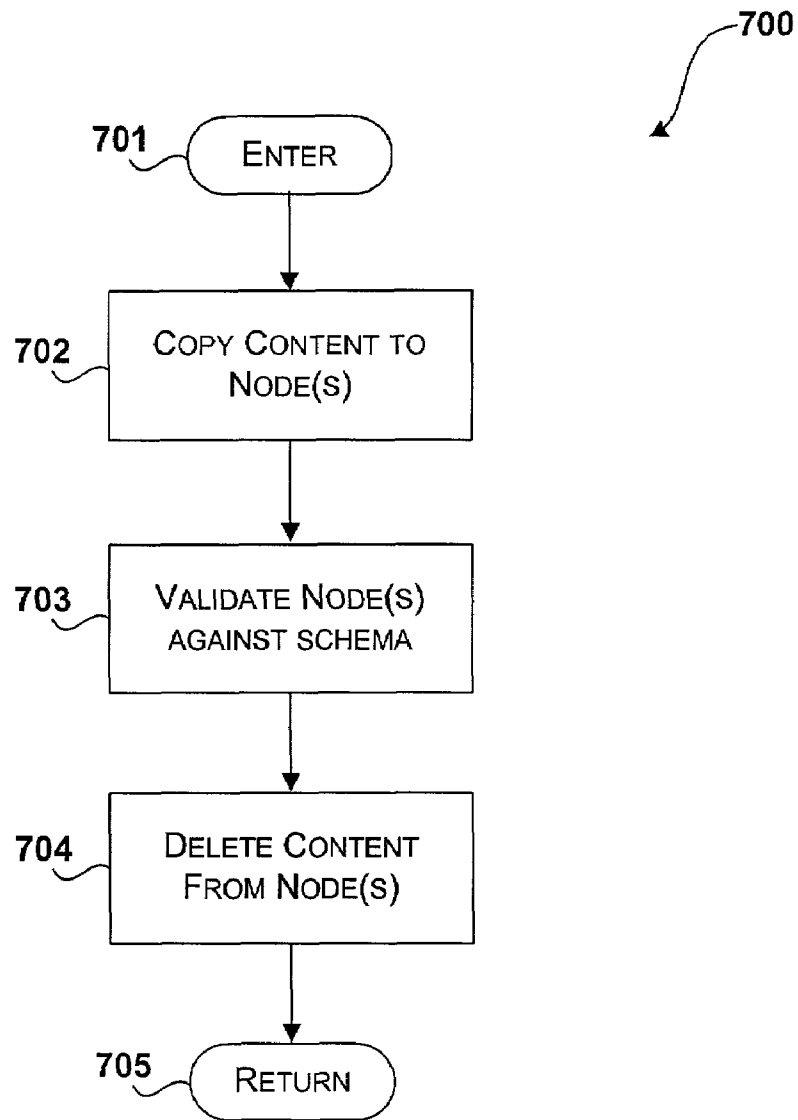 700
701
ENTER
702
COPY CONTENT TO
NODE(S)
703
VALIDATE NODE(S)
AGAINST SCHEMA
704
DELETE CONTENT
FROM NODE(S)
705
RETURN